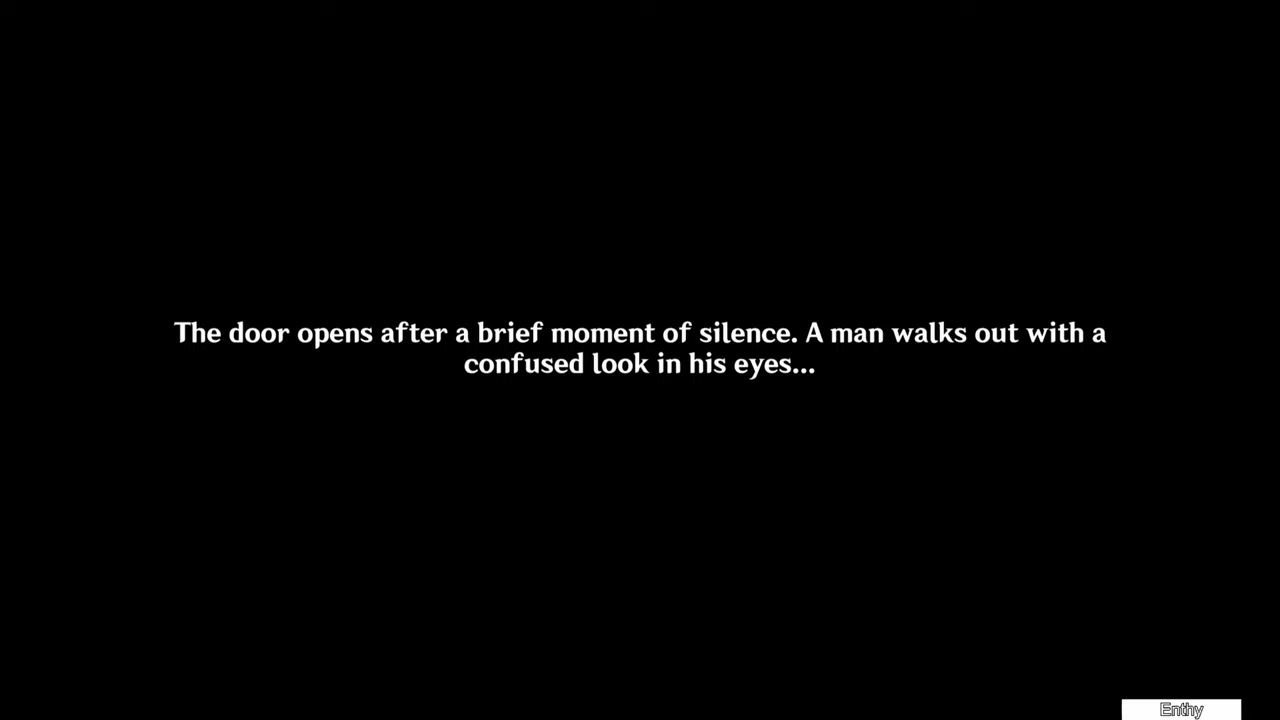 The door opens after a brief moment of silence. A man walks out with a
confused look in his eyes...
Enthy